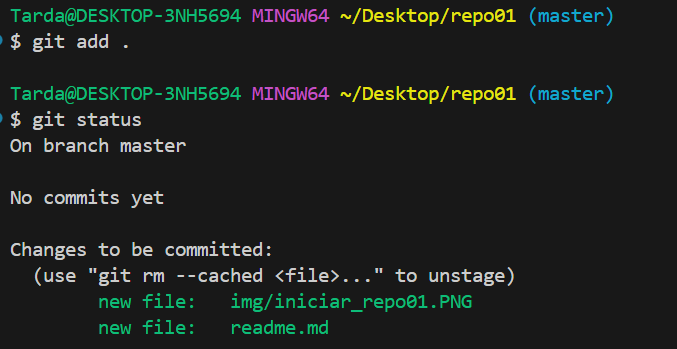 Tarda@DESKTOP-3NH5694 MINGW64 ~/Desktop/repo01 (master)
$ git add .
Tarda@DESKTOP-3NH5694 MINGW64 ~/Desktop/repo01 (master)
$ git status
On branch master
No commits yet
Changes to be committed:
  (use "git rm --cached <file>..." to unstage)
        new file:   img/iniciar_repo01.PNG
        new file:   readme.md